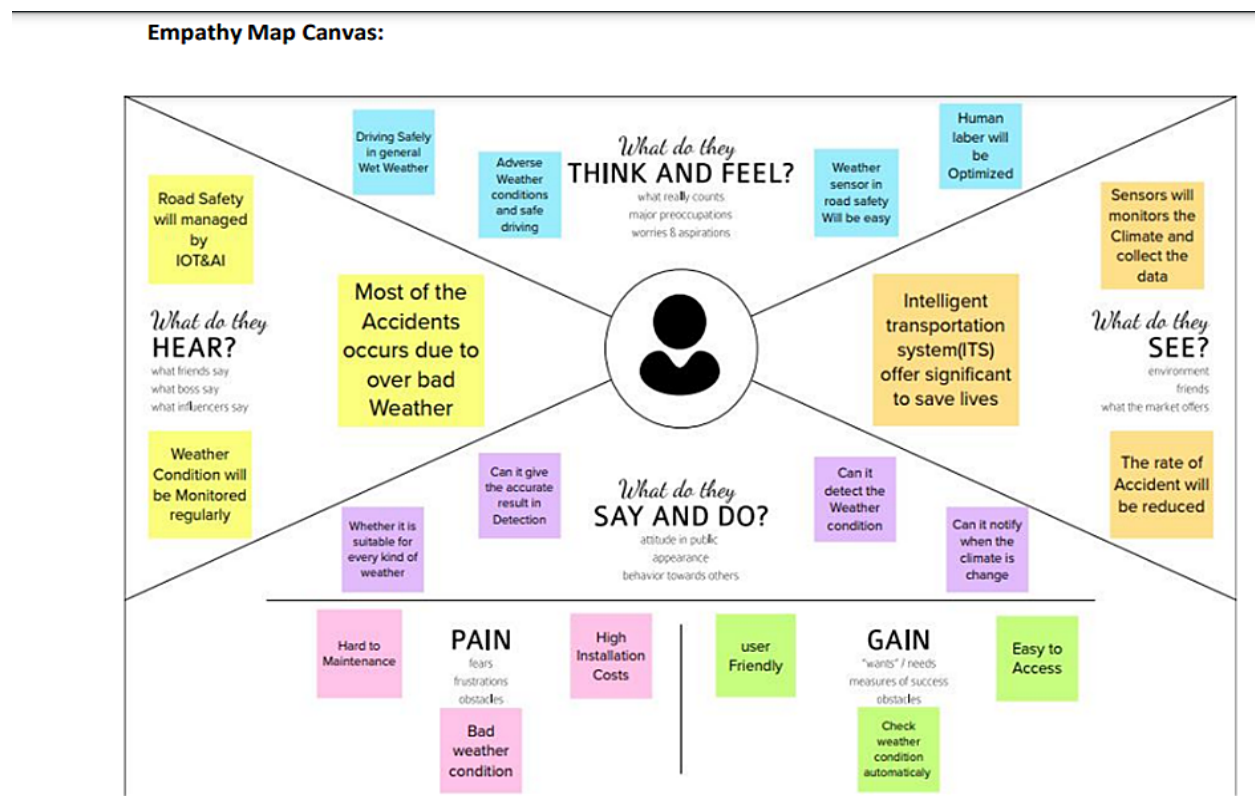 Empathy Map Canvas:
Driving Safely
in general
Wet Weather
Adverse
Weather
conditions
and safe
driving
What do they
THINK AND FEEL?
what really counts
major preoccupations
worries & aspirations
Weather
sensor in
road safety
Will be easy
Human
laber will
be
Optimized
Road Safety
will managed
by
IOT&AI
What do they
HEAR?
what friends say
what boss say
what influencers say
Weather
Condition will
be Monitored
regularly
Most of the
Accidents
occurs due to
over bad
Weather
Intelligent
transportation
system(ITS)
offer significant
to save lives
Sensors will
monitors the
Climate and
collect the
data
What do they
SEE?
environment
friends
what the market offers
The rate of
Accident will
be reduced
Whether it is
suitable for
every kind of
weather
Can it give
the accurate
result in
Detection
What do they
SAY AND DO?
attitude in public
appearance
behavior towards others
Can it
detect the
Weather
condition
Can it notify
when the
climate is
change
Hard to
Maintenance
PAIN
fears
frustrations
obstacles
High
Installation
Costs
Bad
weather
condition
user
Friendly
GAIN
"wants" / needs
measures of success
obstacles
Easy to
Access
Check
weather
condition
automaticaly